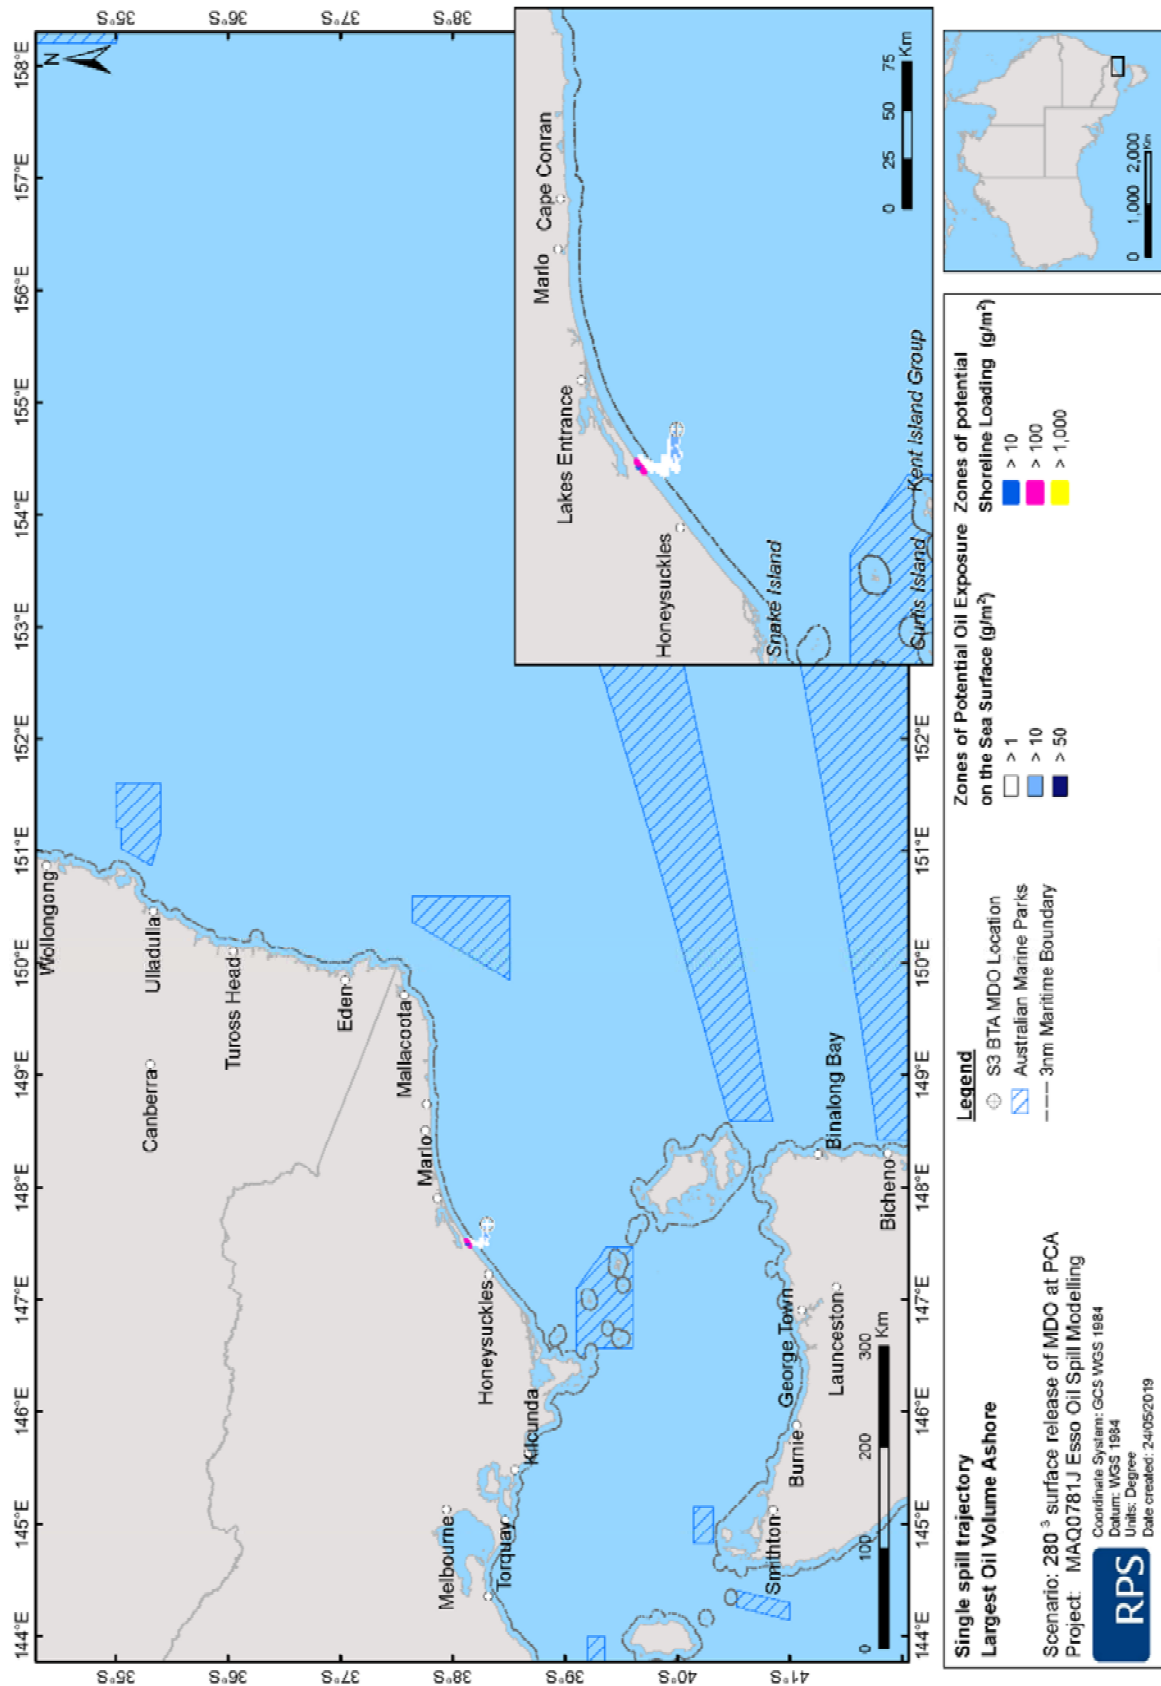 144°E 145°E 146°E 147°E 148°E 149°E 150°E 151°E 152°E 153°E 154°E 155°E 156°E 157°E 158°E
35°S
36°S
37°S
38°S
39°S
40°S
41°S
35°S
36°S
37°S
38°S
N
Wollongong
Ulladulla
Canberra
Tuross Head
Eden
Mallacoota
Marlo
Melbourne
Honeysuckles
Torquay
Kilcunda
George Town
Burnie
Smithton
Launceston
Binalong Bay
Bicheno
0 100 200 300
Km
Marlo
Cape Conran
Lakes Entrance
Honeysuckles
Snake Island
Curtis Island
Kent Island Group
0 25 50 75
Km
Single spill trajectory
Largest Oil Volume Ashore
Scenario: 280 ³ surface release of MDO at PCA
Project: MAQ0781J Esso Oil Spill Modelling
RPS
Coordinate System: GCS WGS 1984
Datum: WGS 1984
Units: Degree
Date created: 24/05/2019
Legend
S3 BTA MDO Location
Australian Marine Parks
3nm Maritime Boundary
Zones of Potential Oil Exposure
on the Sea Surface (g/m²)
> 1
> 10
> 50
Zones of potential
Shoreline Loading (g/m²)
> 10
> 100
> 1,000
0 1,000 2,000
Km